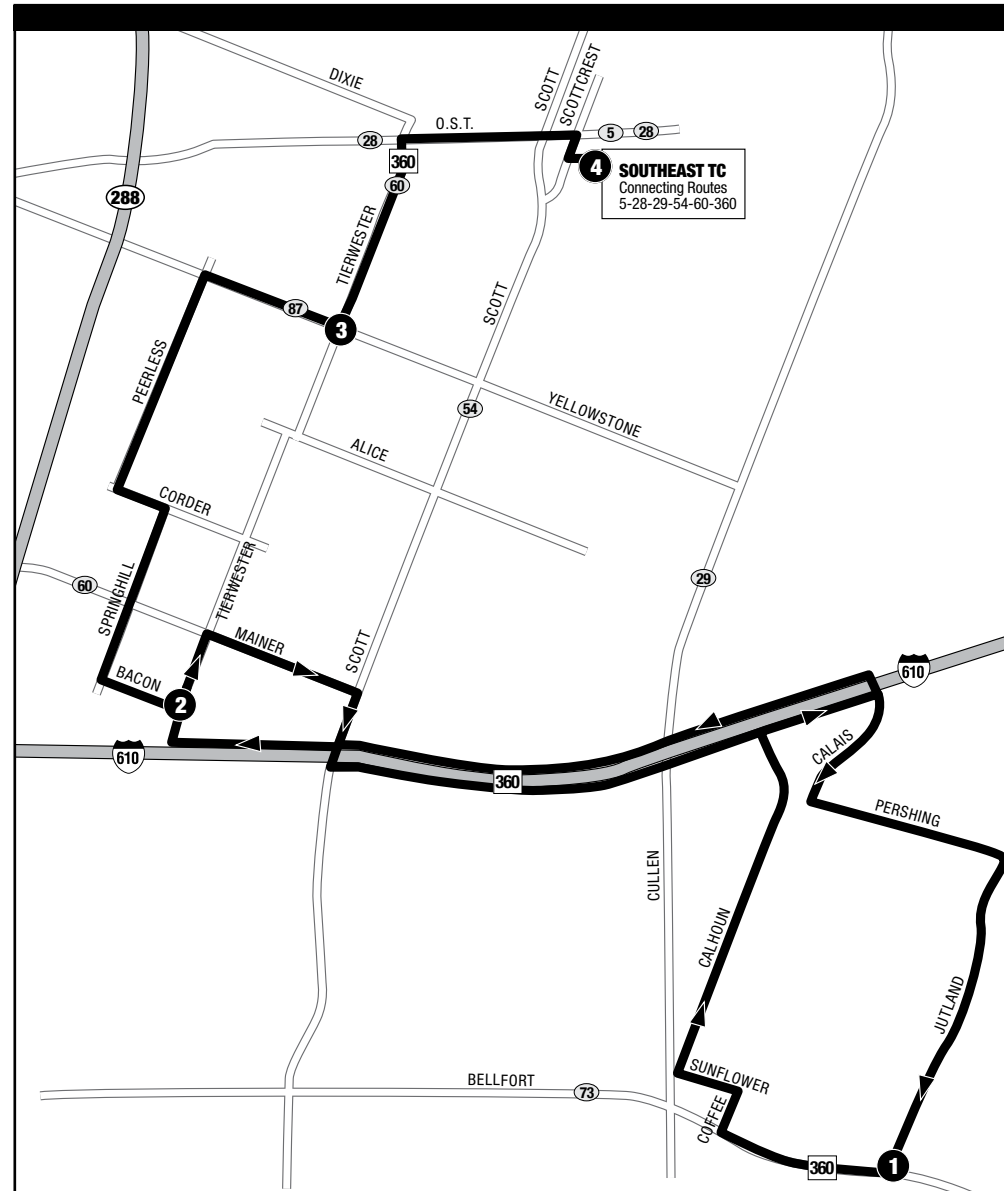 DIXIE
SCOTT
SCOTTCREST
O.S.T.
28
5
28
360
60
4
SOUTHEAST TC
Connecting Routes
5-28-29-54-60-360
288
TIERWESTER
87
3
SCOTT
PEERLESS
54
YELLOWSTONE
ALICE
CORDER
60
SPRINGHILL
TIERWESTER
29
MAINER
SCOTT
BACON
2
610
610
360
CALAIS
PERSHING
CULLEN
CALHOUN
JUTLAND
SUNFLOWER
BELLFORT
73
COFFEE
360
1